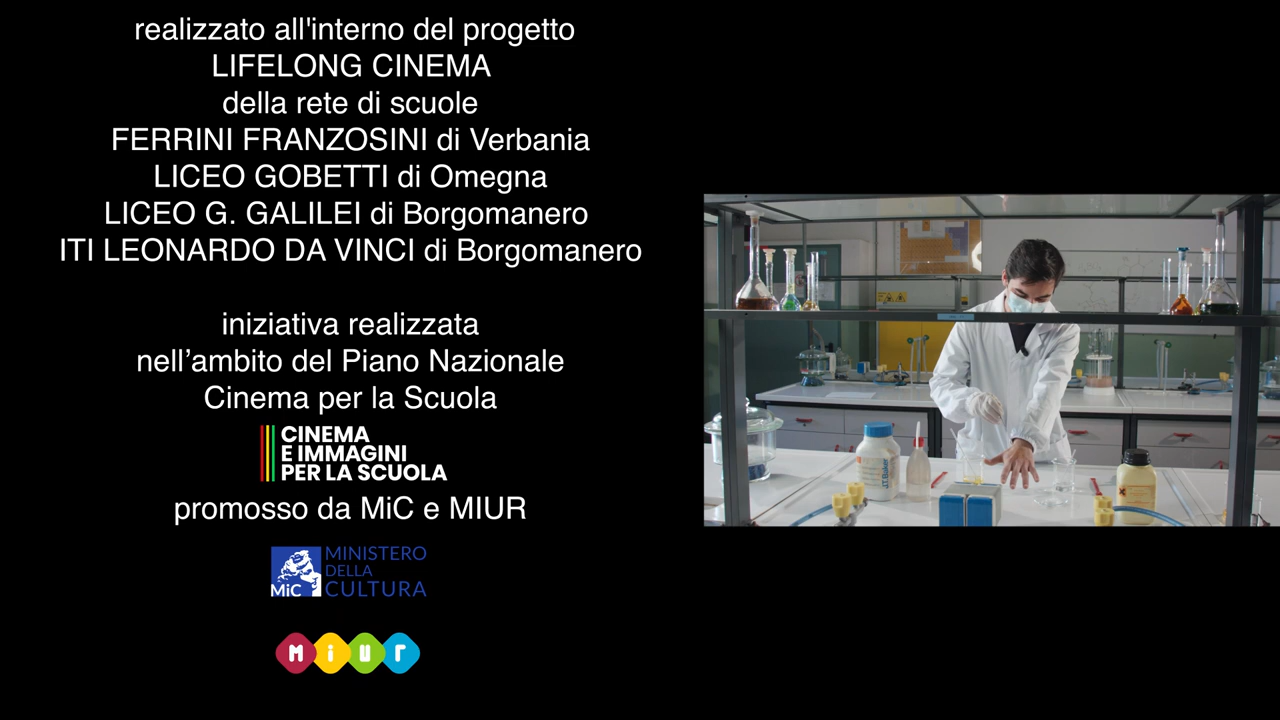 realizzato all'interno del progetto
LIFELONG CINEMA
della rete di scuole
FERRINI FRANZOSINI di Verbania
LICEO GOBETTI di Omegna
LICEO G. GALILEI di Borgomanero
ITI LEONARDO DA VINCI di Borgomanero
iniziativa realizzata
nell’ambito del Piano Nazionale
Cinema per la Scuola
CINEMA
E IMMAGINI
PER LA SCUOLA
promosso da MiC e MIUR
MiC
MINISTERO
DELLA
CULTURA
MiUr
J.T.Baker